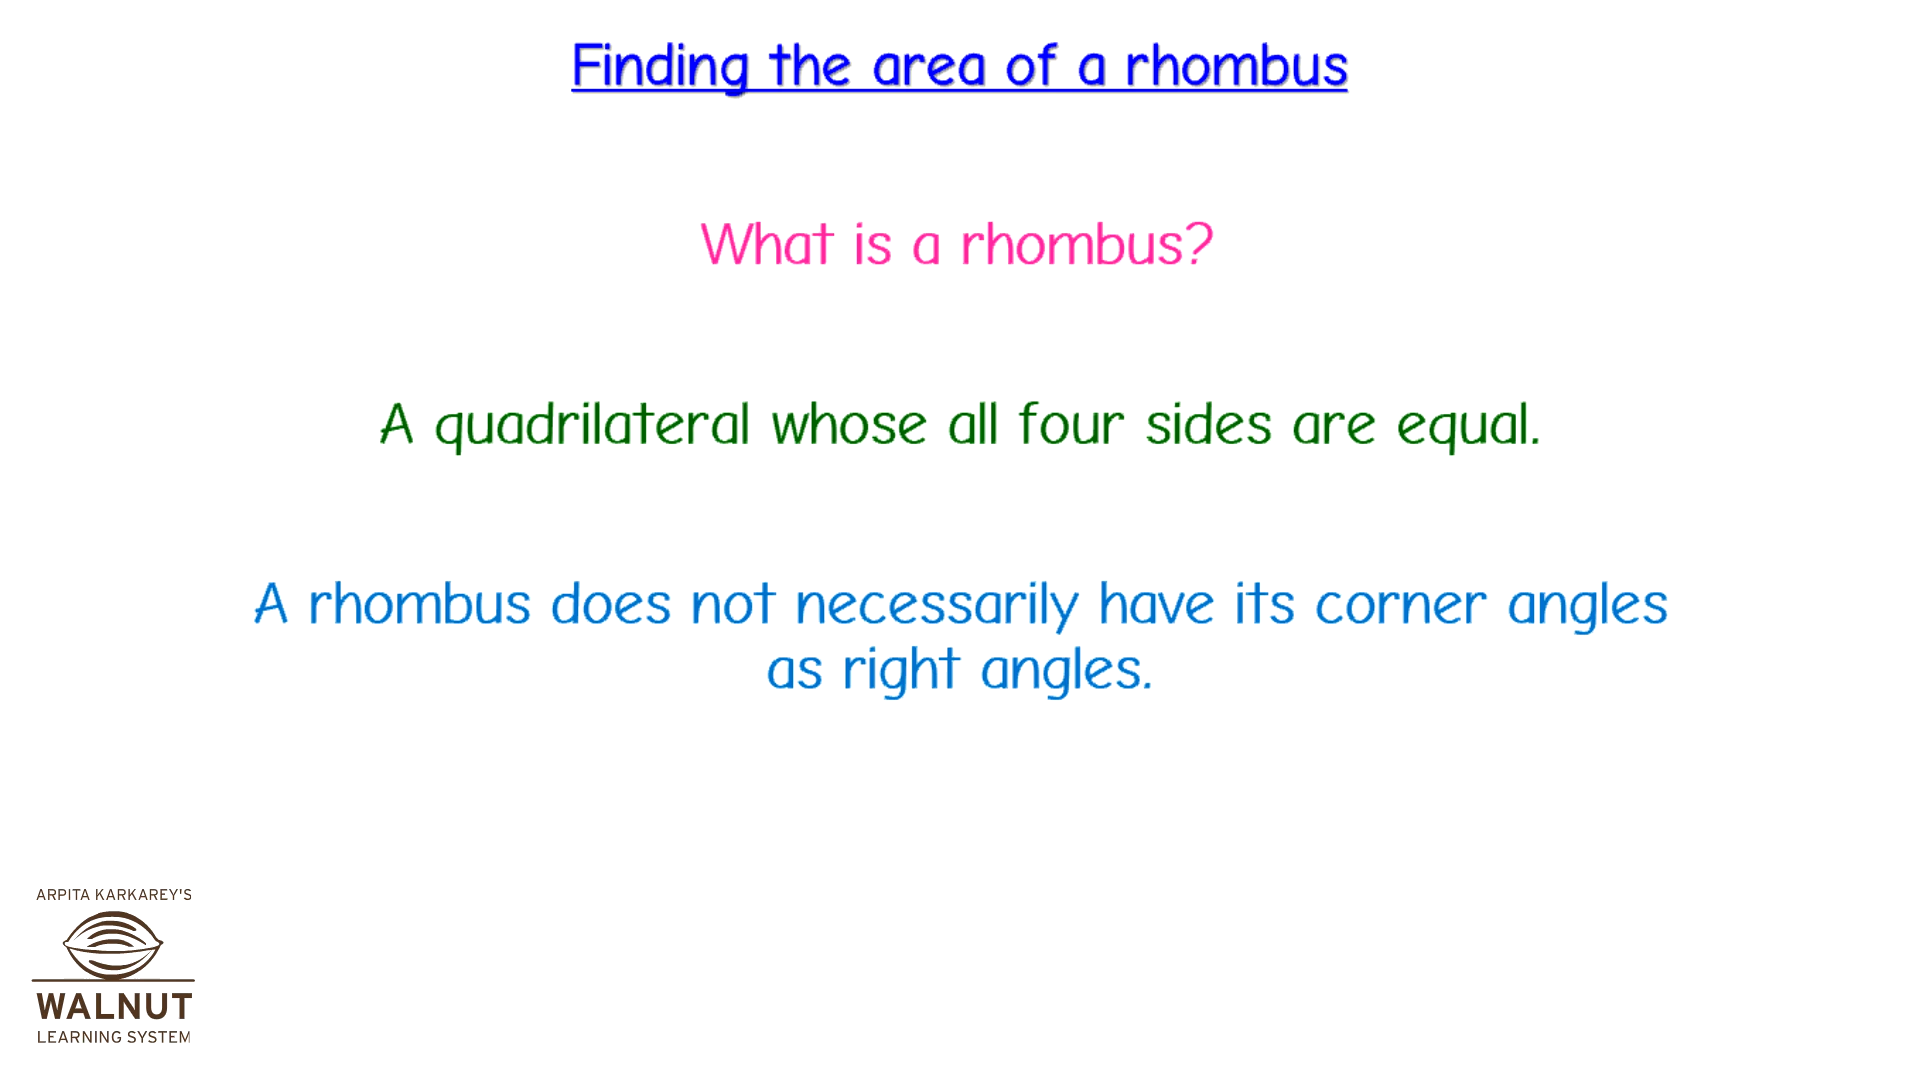 Finding the area of a rhombus
What is a rhombus?
A quadrilateral whose all four sides are equal.
A rhombus does not necessarily have its corner angles
as right angles.
ARPITA KARKAREY'S
WALNUT
LEARNING SYSTEM